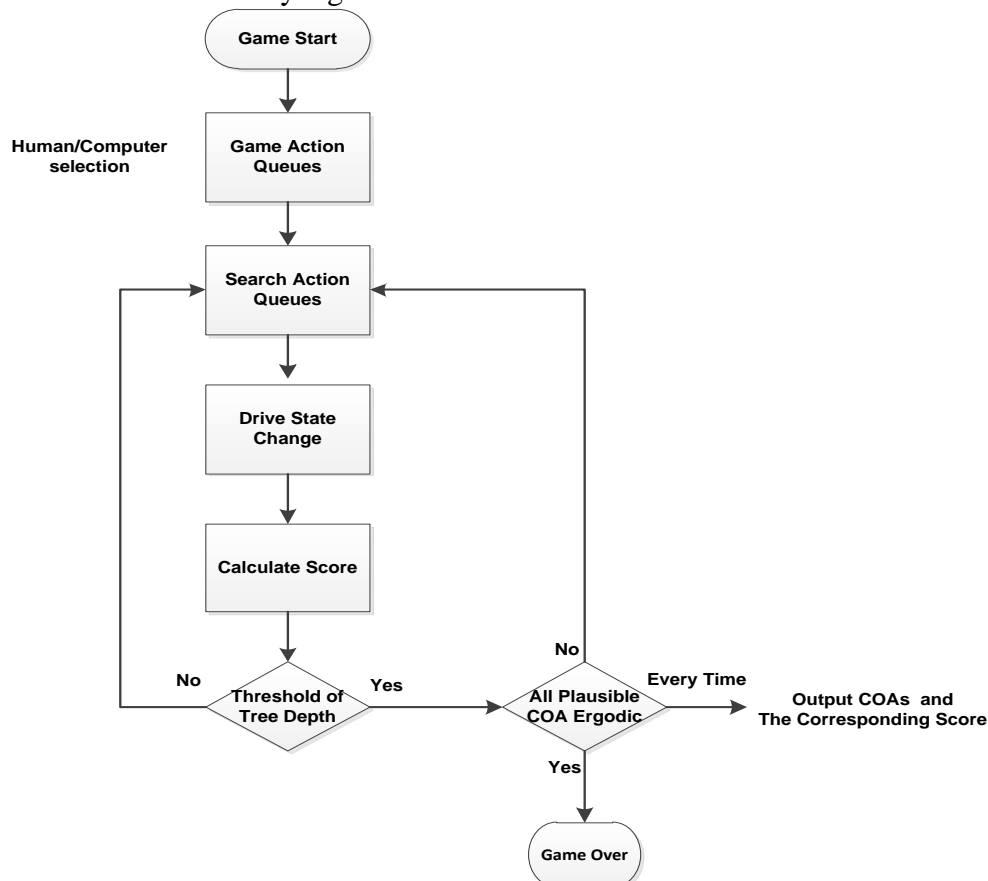 Game Start
Human/Computer
selection
Game Action
Queues
Search Action
Queues
Drive State
Change
Calculate Score
No
Threshold of
Tree Depth
Yes
No
All Plausible
COA Ergodic
Every Time
Output COAs and
The Corresponding Score
Yes
Game Over